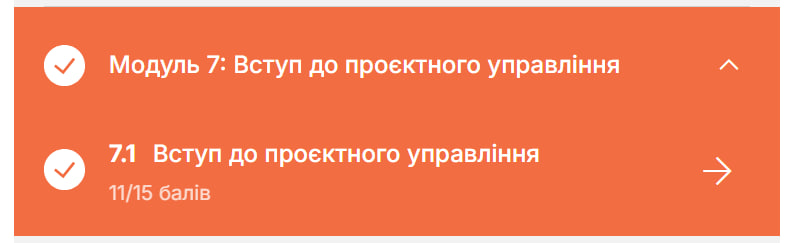 Модуль 7: Вступ до проєктного управління
7.1 Вступ до проєктного управління
11/15 балів